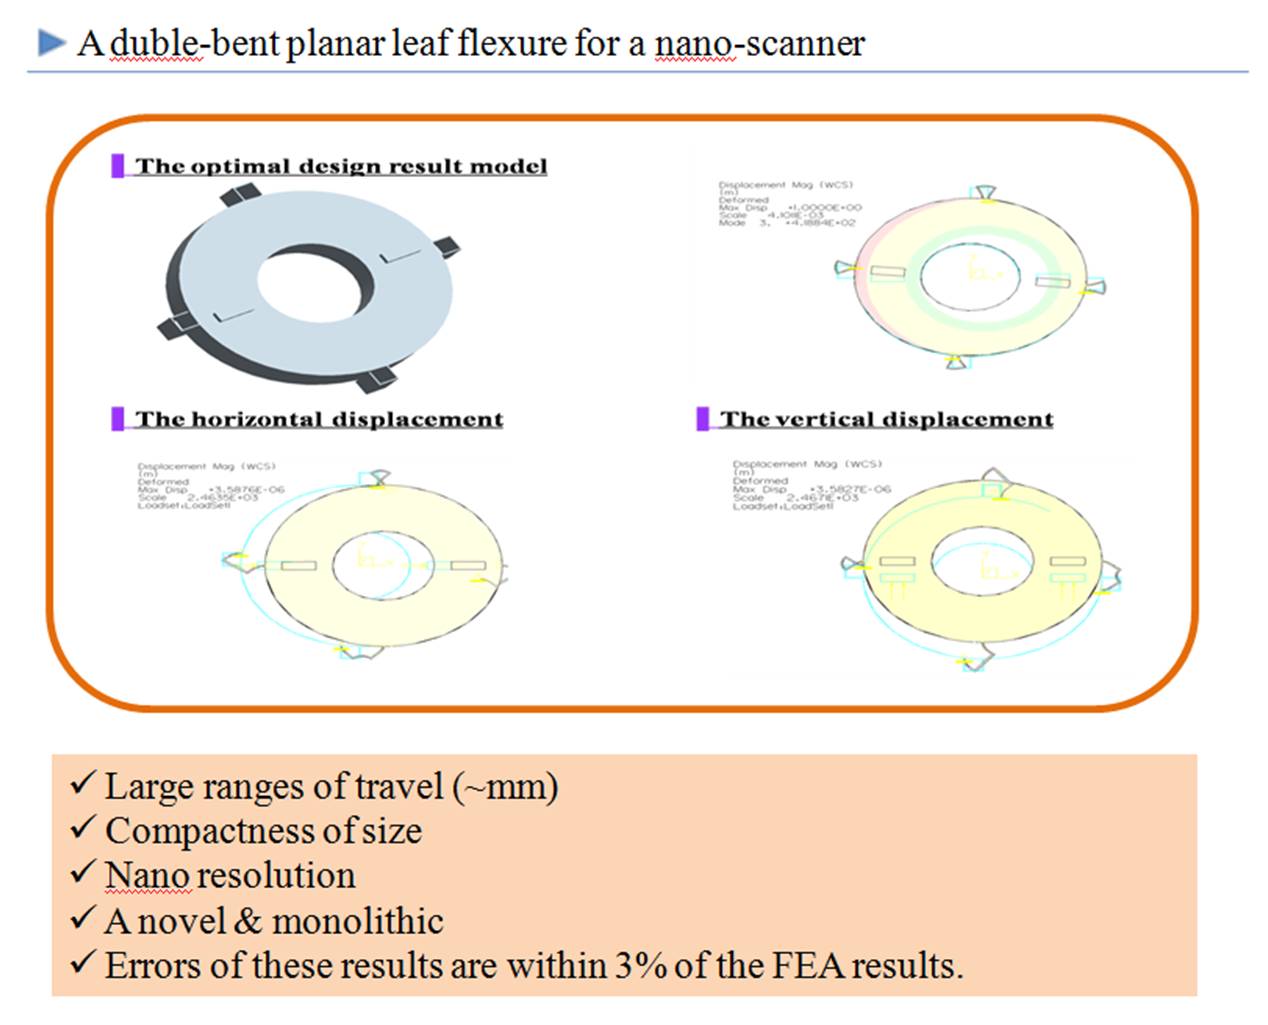 A duble-bent planar leaf flexure for a nano-scanner
The optimal design result model
Displacement Mag (WCS)
(m)
Deformed
Max Disp +1.0000E+00
Scale 4.1011E-03
Mode 3, +4.1884E+02
The horizontal displacement
The vertical displacement
Displacement Mag (WCS)
(m)
Deformed
Max Disp +3.5876E-06
Scale 2.4635E+03
Loadset:LoadSet1
Displacement Mag (WCS)
(m)
Deformed
Max Disp +3.5827E-06
Scale 2.4671E+03
Loadset:LoadSet1
✓ Large ranges of travel (~mm)
✓ Compactness of size
✓ Nano resolution
✓ A novel & monolithic
✓ Errors of these results are within 3% of the FEA results.